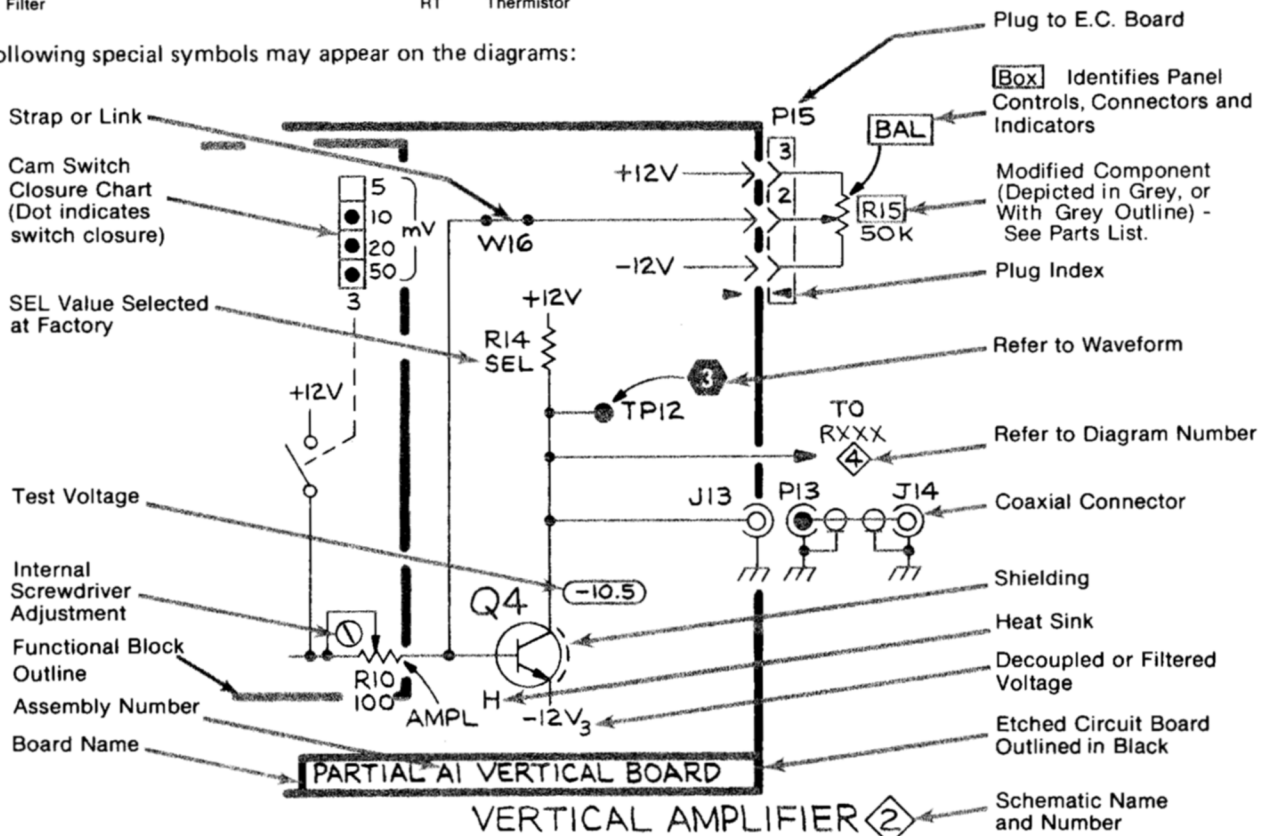 Filter
RT Thermistor
ollowing special symbols may appear on the diagrams:
Plug to E.C. Board
Box Identifies Panel
Controls, Connectors and
Indicators
Strap or Link
P15
BAL
Cam Switch
Closure Chart
(Dot indicates
switch closure)
5
10
20
50
mV
3
+12V
3
2
W16
-12V
R15
50K
Modified Component
(Depicted in Grey, or
With Grey Outline) -
See Parts List.
Plug Index
SEL Value Selected
at Factory
+12V
R14
SEL
3
TP12
Refer to Waveform
+12V
TO
RXXX
4
Refer to Diagram Number
Test Voltage
J13
P13
J14
Coaxial Connector
-10.5
Internal
Screwdriver
Adjustment
Q4
Shielding
Heat Sink
Functional Block
Outline
R10
100
AMPL
H
-12V3
Decoupled or Filtered
Voltage
Assembly Number
Board Name
Etched Circuit Board
Outlined in Black
PARTIAL A1 VERTICAL BOARD
VERTICAL AMPLIFIER 2
Schematic Name
and Number